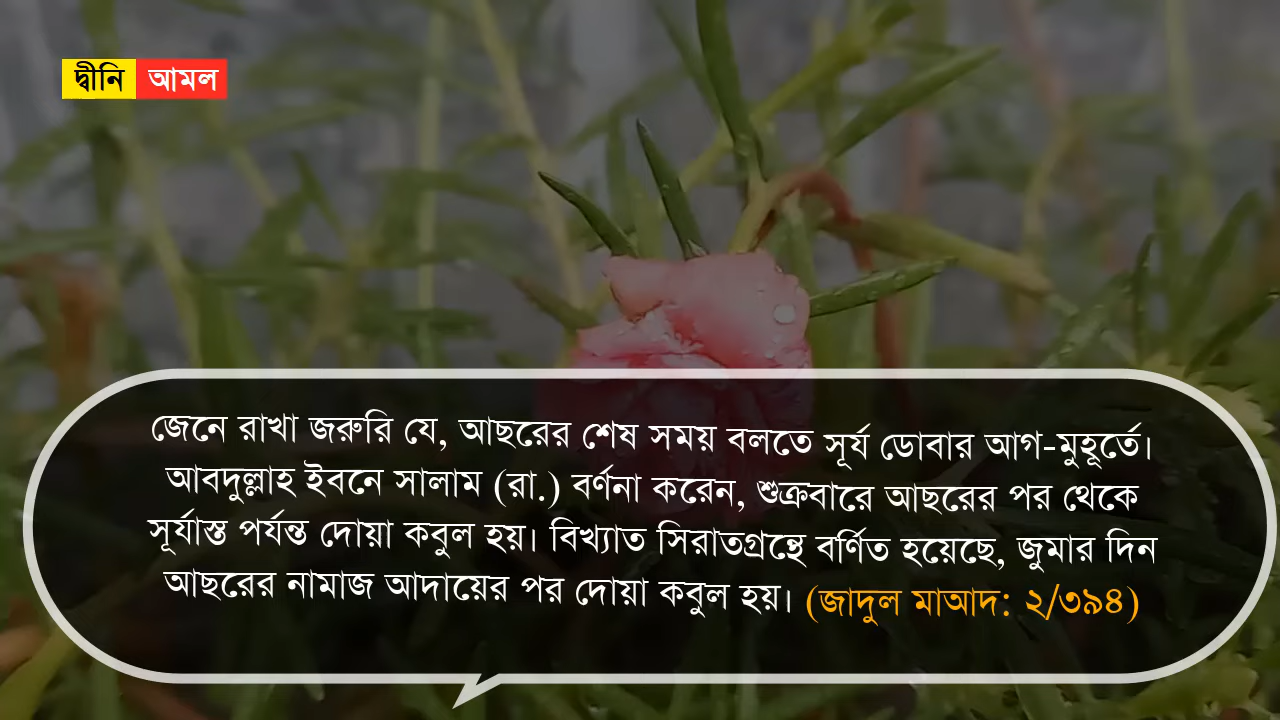 দ্বীনি আমল
জেনে রাখা জরুরি যে, আছরের শেষ সময় বলতে সূর্য ডোবার আগ-মুহূর্তে।
আবদুল্লাহ ইবনে সালাম (রা.) বর্ণনা করেন, শুক্রবারে আছরের পর থেকে
সূর্যাস্ত পর্যন্ত দোয়া কবুল হয়। বিখ্যাত সিরাতগ্রন্থে বর্ণিত হয়েছে, জুমার দিন
আছরের নামাজ আদায়ের পর দোয়া কবুল হয়। (জাদুল মাআদ: ২/৩৯৪)